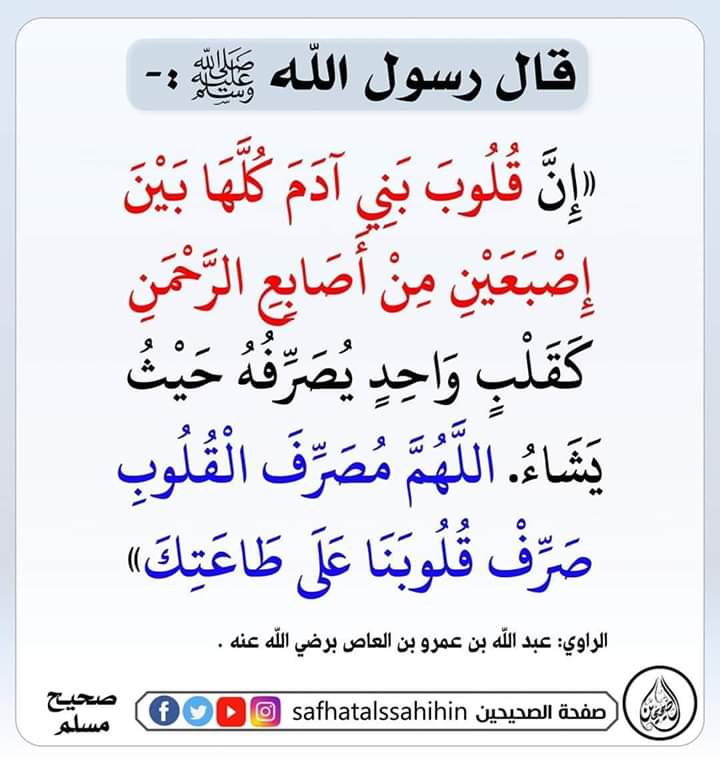 قال رسول الله ﷺ :-
«إِنَّ قُلُوبَ بَنِي آدَمَ كُلَّهَا بَيْنَ
إِصْبَعَيْنِ مِنْ أَصَابِعِ الرَّحْمَنِ
كَقَلْبٍ وَاحِدٍ يُصَرِّفُهُ حَيْثُ
يَشَاءُ. اللَّهُمَّ مُصَرِّفَ الْقُلُوبِ
صَرِّفْ قُلُوبَنَا عَلَى طَاعَتِكَ»
الراوي: عبد الله بن عمرو بن العاص برضي الله عنه .
صفحة الصحيحين safhatalssahihin
صحيح
مسلم